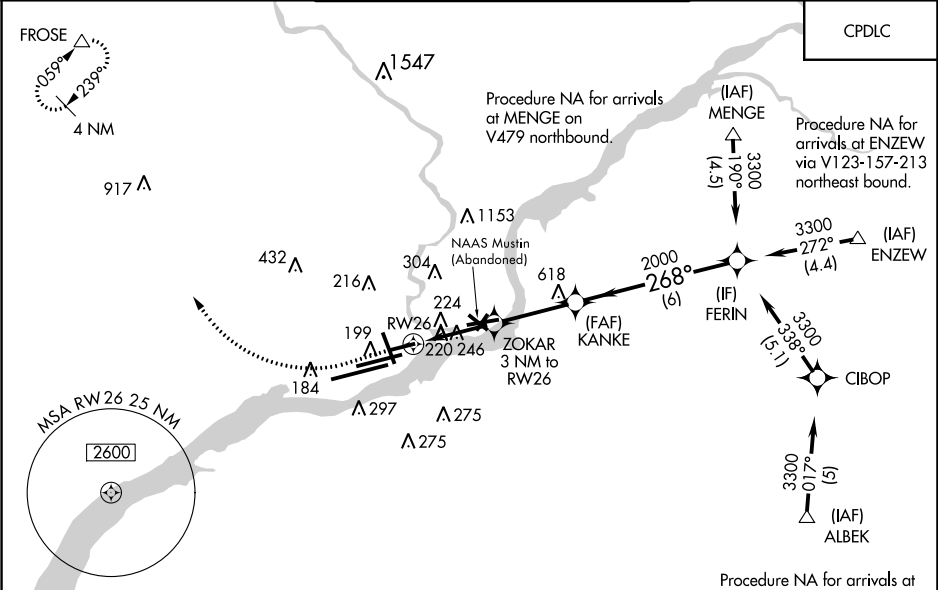 CPDLC
FROSE
059°
239°
4 NM
1547
Procedure NA for arrivals
at MENGE on
V479 northbound.
(IAF)
MENGE
3300
190°
(4.5)
Procedure NA for
arrivals at ENZEW
via V123-157-213
northeast bound.
917
1153
NAAS Mustin
(Abandoned)
3300
272°
(4.4)
(IAF)
ENZEW
432
216
304
618
2000
268°
(6)
(IF)
FERIN
224
RW26
199
220
246
ZOKAR
3 NM to
RW26
(FAF)
KANKE
3300
338°
(5.1)
CIBOP
184
297
275
275
MSA RW26 25 NM
2600
3300
017°
(5)
(IAF)
ALBEK
Procedure NA for arrivals at